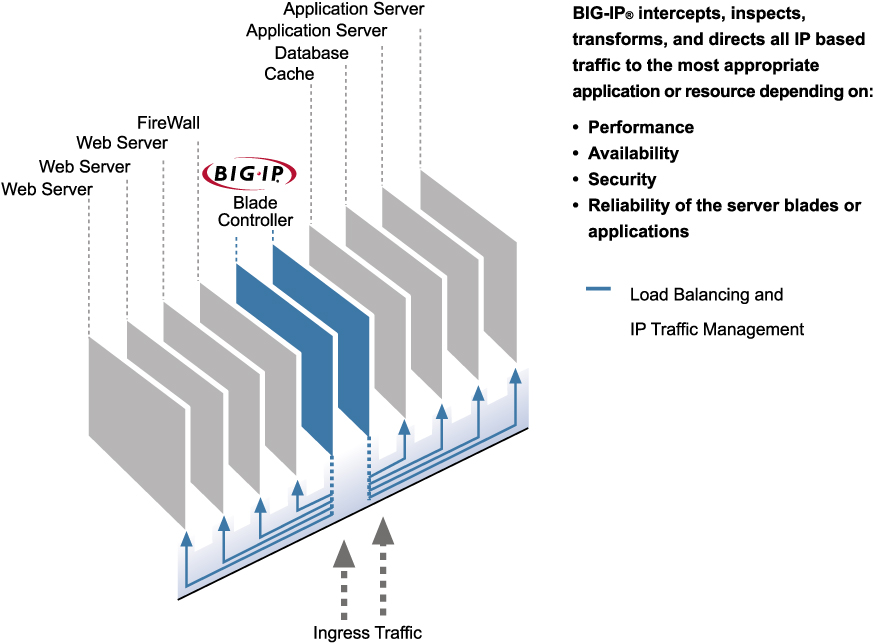 Application Server
Application Server
Database
Cache
FireWall
Web Server
Web Server
Web Server
BIG·IP®
Blade
Controller
BIG-IP® intercepts, inspects,
transforms, and directs all IP based
traffic to the most appropriate
application or resource depending on:
• Performance
• Availability
• Security
• Reliability of the server blades or
applications
Load Balancing and
IP Traffic Management
Ingress Traffic